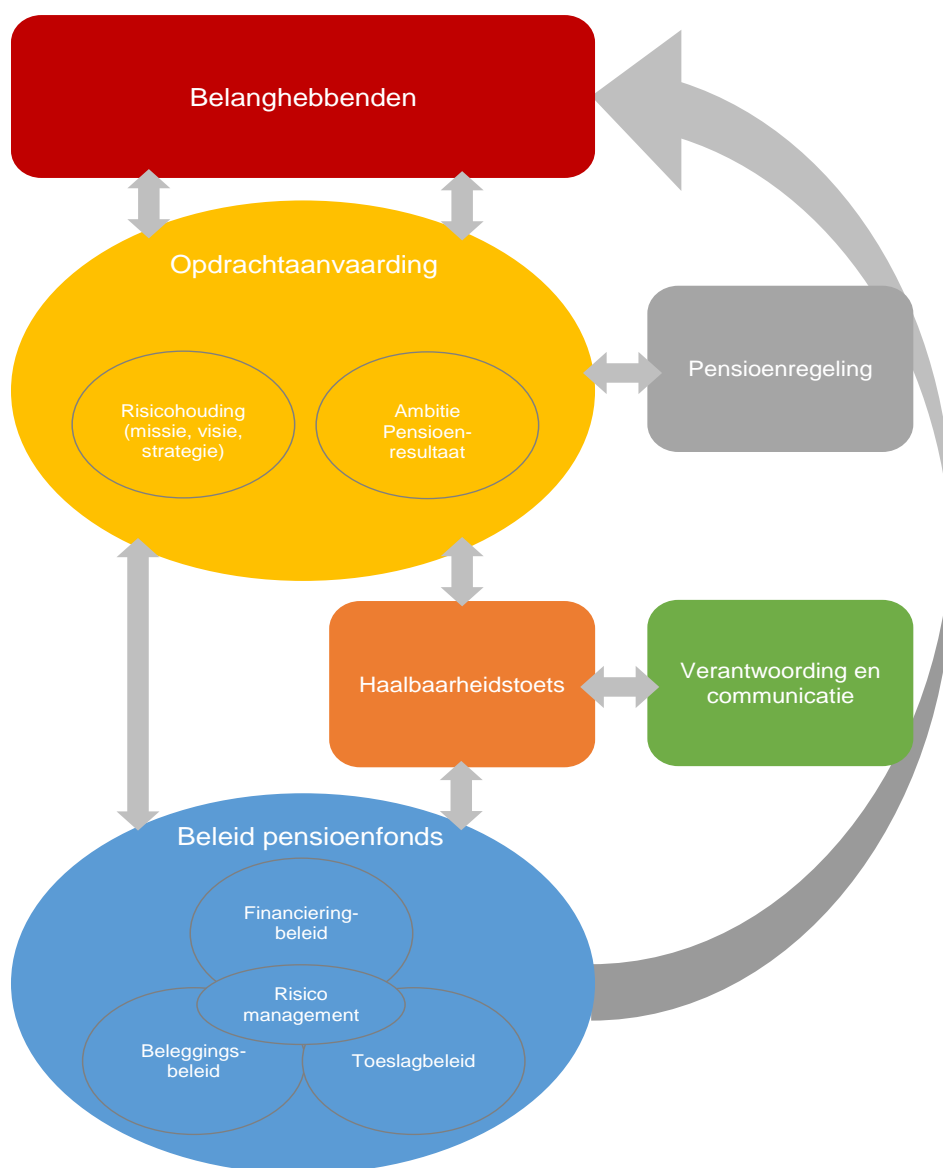 Belanghebbenden
Opdrachtaanvaarding
Risicohouding
(missie, visie,
strategie)
Ambitie
Pensioen-
resultaat
Pensioenregeling
Haalbaarheidstoets
Verantwoording en
communicatie
Beleid pensioenfonds
Financiering-
beleid
Risico
management
Beleggings-
beleid
Toeslagbeleid